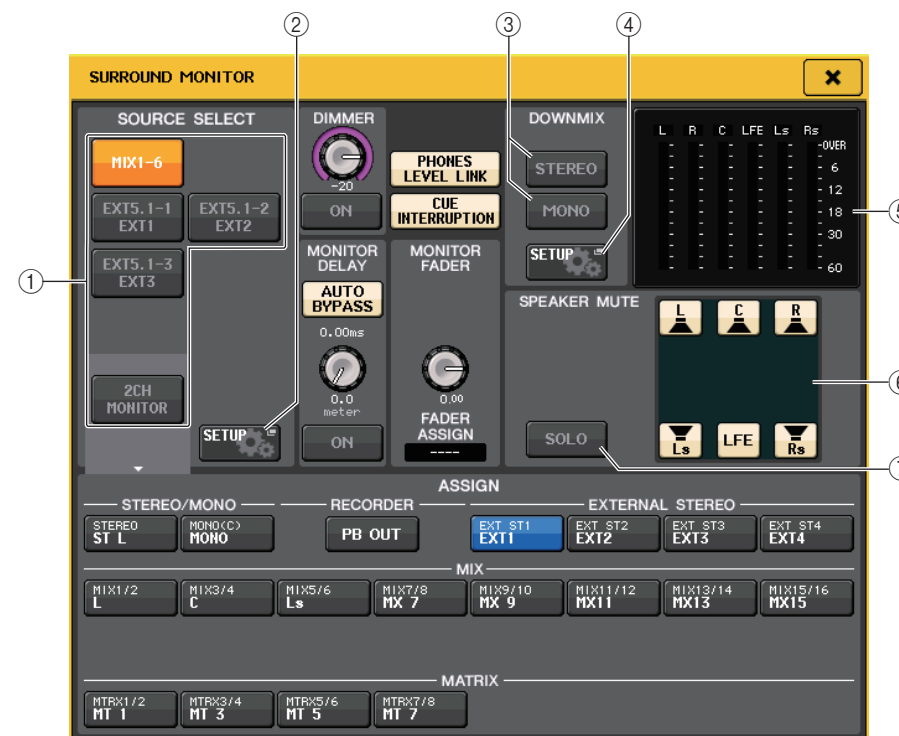 ② ③ ④
SURROUND MONITOR
SOURCE SELECT
MIX1-6
EXT5.1-1
EXT1
EXT5.1-2
EXT2
EXT5.1-3
EXT3
2CH
MONITOR
SETUP
①
DIMMER
-20
ON
PHONES
LEVEL LINK
CUE
INTERRUPTION
MONITOR
DELAY
AUTO
BYPASS
0.00ms
0.0
meter
ON
MONITOR
FADER
0.00
FADER
ASSIGN
----
DOWNMIX
STEREO
MONO
SETUP
L R C LFE Ls Rs
OVER
6
12
18
30
60
⑤
SPEAKER MUTE
L
C
R
Ls
LFE
Rs
⑥
SOLO
⑦
ASSIGN
STEREO/MONO
STEREO
ST L
MONO(C)
MONO
RECORDER
PB OUT
EXTERNAL STEREO
EXT ST1
EXT1
EXT ST2
EXT2
EXT ST3
EXT3
EXT ST4
EXT4
MIX
MIX1/2
L
MIX3/4
C
MIX5/6
Ls
MIX7/8
MX 7
MIX9/10
MX 9
MIX11/12
MX11
MIX13/14
MX13
MIX15/16
MX15
MATRIX
MTRX1/2
MT 1
MTRX3/4
MT 3
MTRX5/6
MT 5
MTRX7/8
MT 7